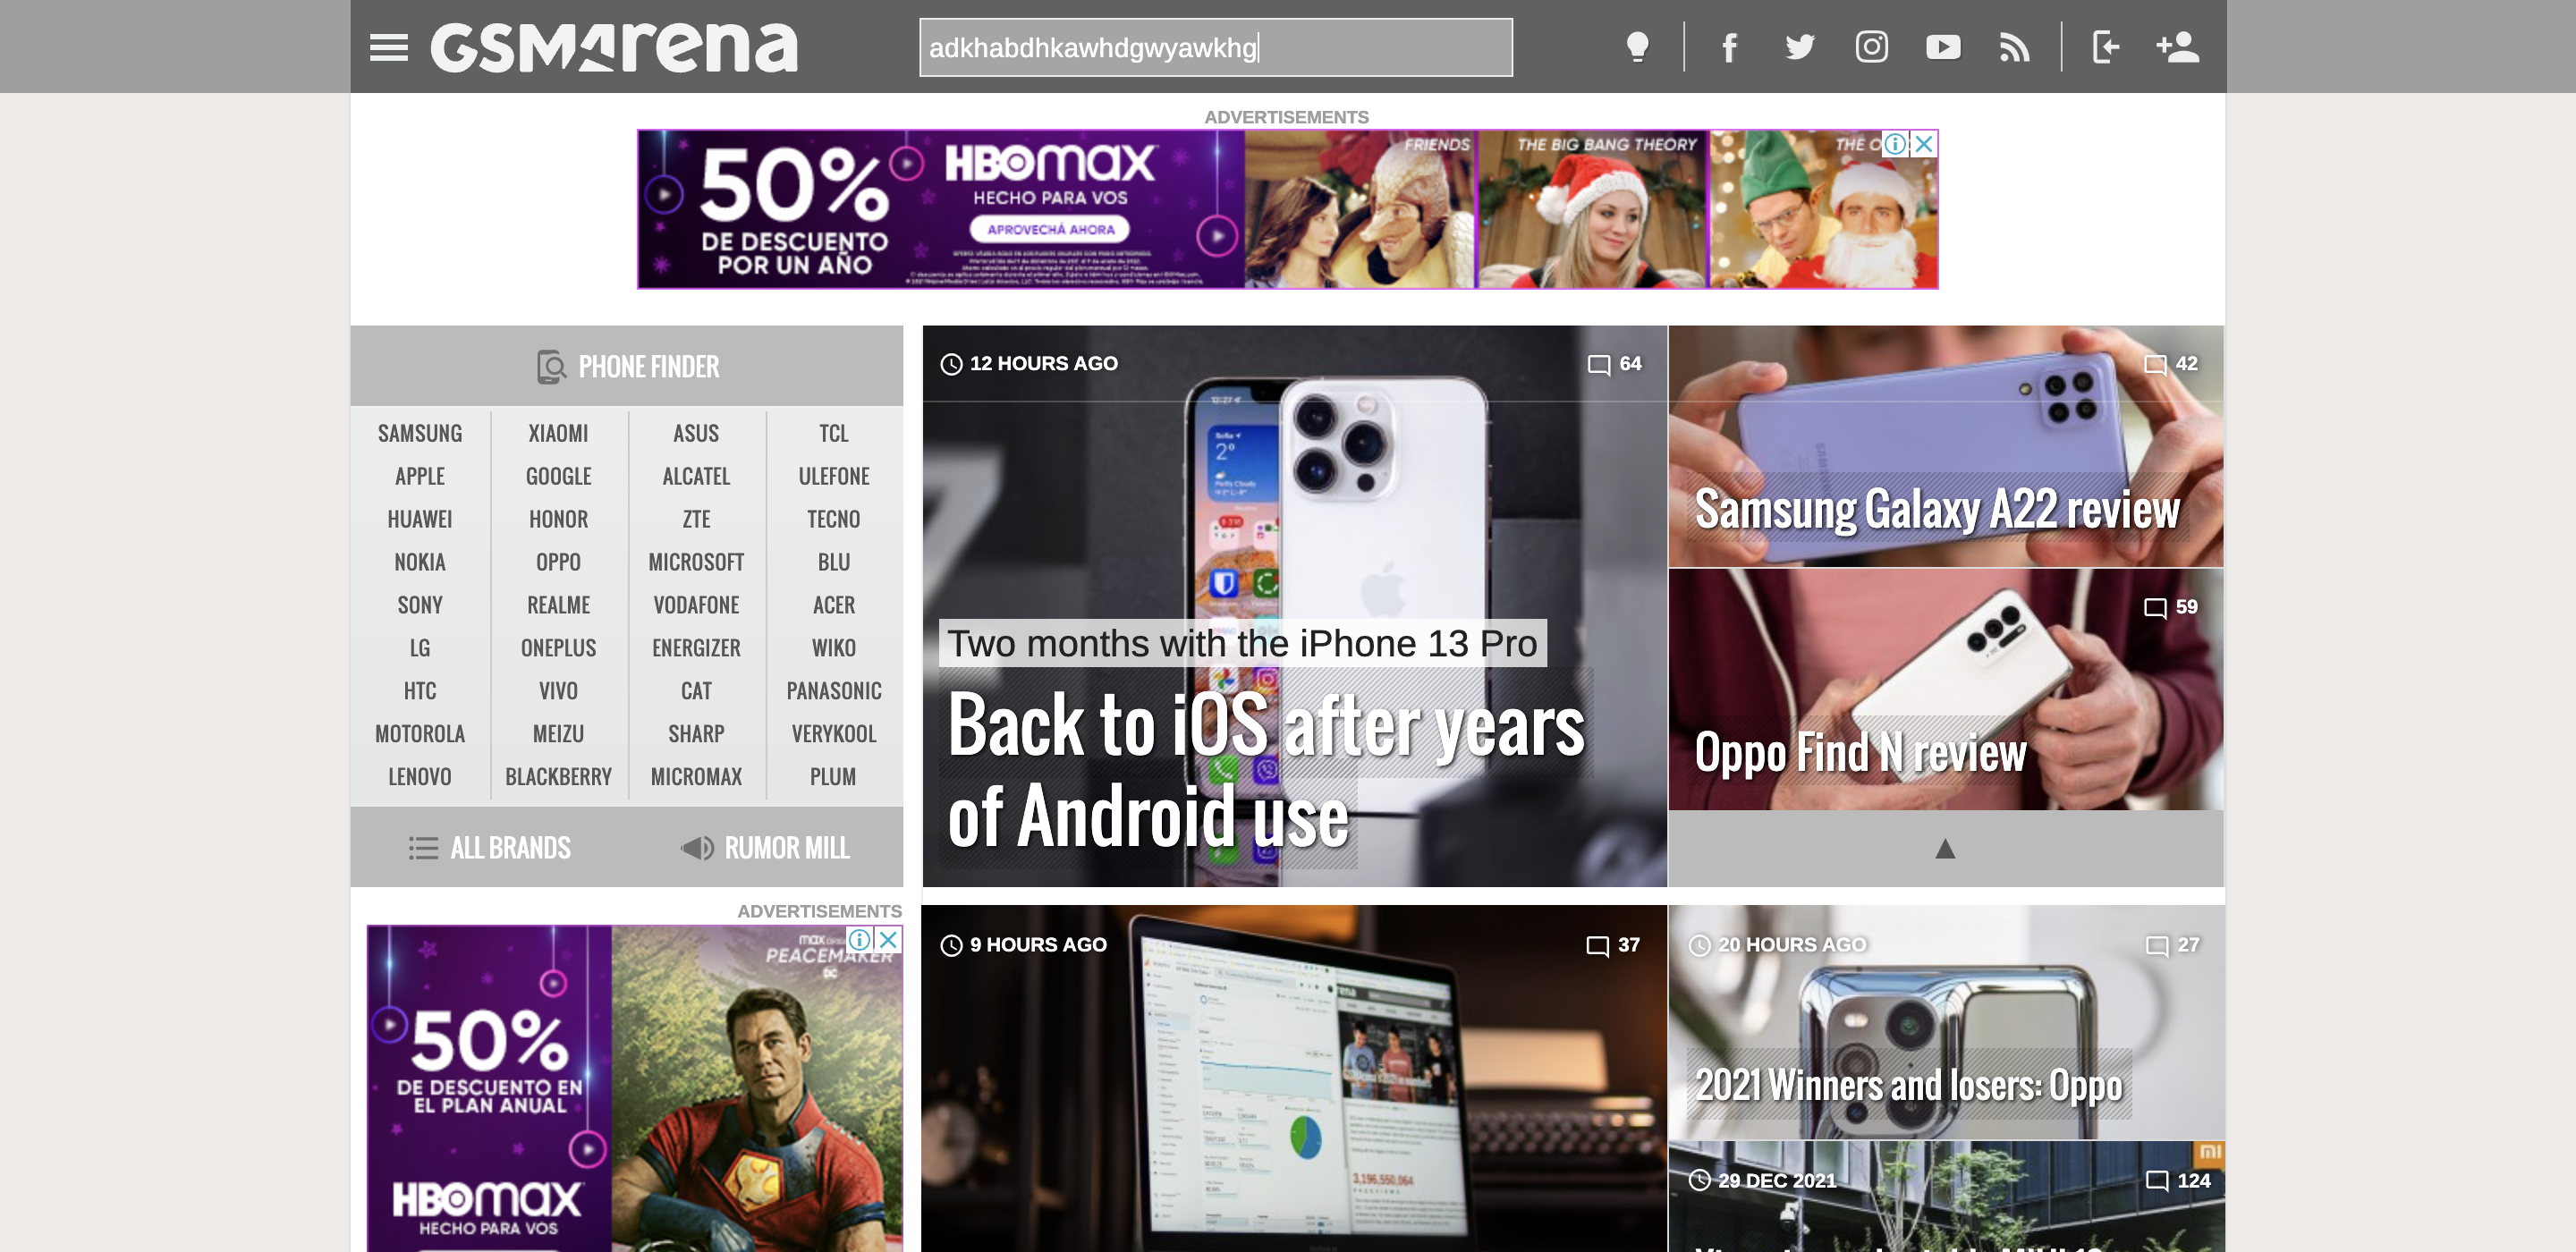 GSMArena
adkhabdhkawhdgwyawkhg
ADVERTISEMENTS
50%
DE DESCUENTO
POR UN AÑO
HBOmax
HECHO PARA VOS
APROVECHÁ AHORA
FRIENDS
THE BIG BANG THEORY
THE O
PHONE FINDER
SAMSUNG XIAOMI ASUS TCL
APPLE GOOGLE ALCATEL ULEFONE
HUAWEI HONOR ZTE TECNO
NOKIA OPPO MICROSOFT BLU
SONY REALME VODAFONE ACER
LG ONEPLUS ENERGIZER WIKO
HTC VIVO CAT PANASONIC
MOTOROLA MEIZU SHARP VERYKOOL
LENOVO BLACKBERRY MICROMAX PLUM
ALL BRANDS RUMOR MILL
12 HOURS AGO 64
Two months with the iPhone 13 Pro
Back to iOS after years
of Android use
42
Samsung Galaxy A22 review
59
Oppo Find N review
ADVERTISEMENTS
50%
DE DESCUENTO EN
EL PLAN ANUAL
HBOmax
HECHO PARA VOS
max
PEACEMAKER
DC
9 HOURS AGO 37
3,196,550,064
20 HOURS AGO 27
2021 Winners and losers: Oppo
29 DEC 2021 124